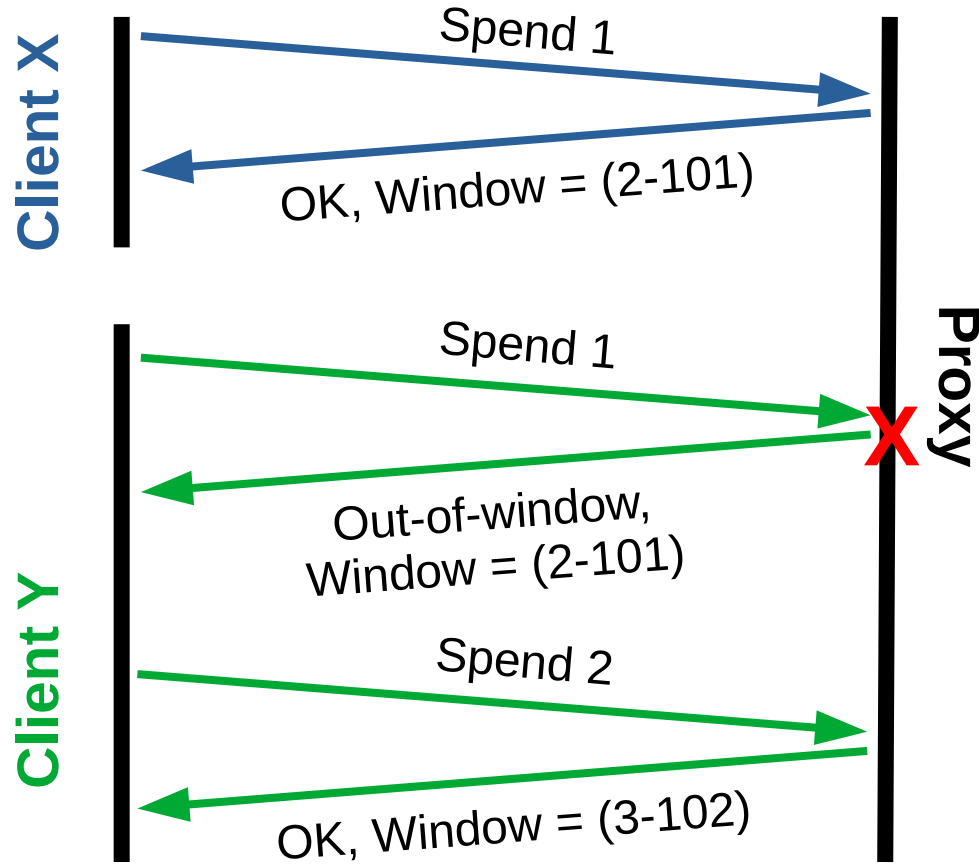 Client X
Spend 1
OK, Window = (2-101)
Proxy
Client Y
Spend 1
X
Out-of-window,
Window = (2-101)
Spend 2
OK, Window = (3-102)